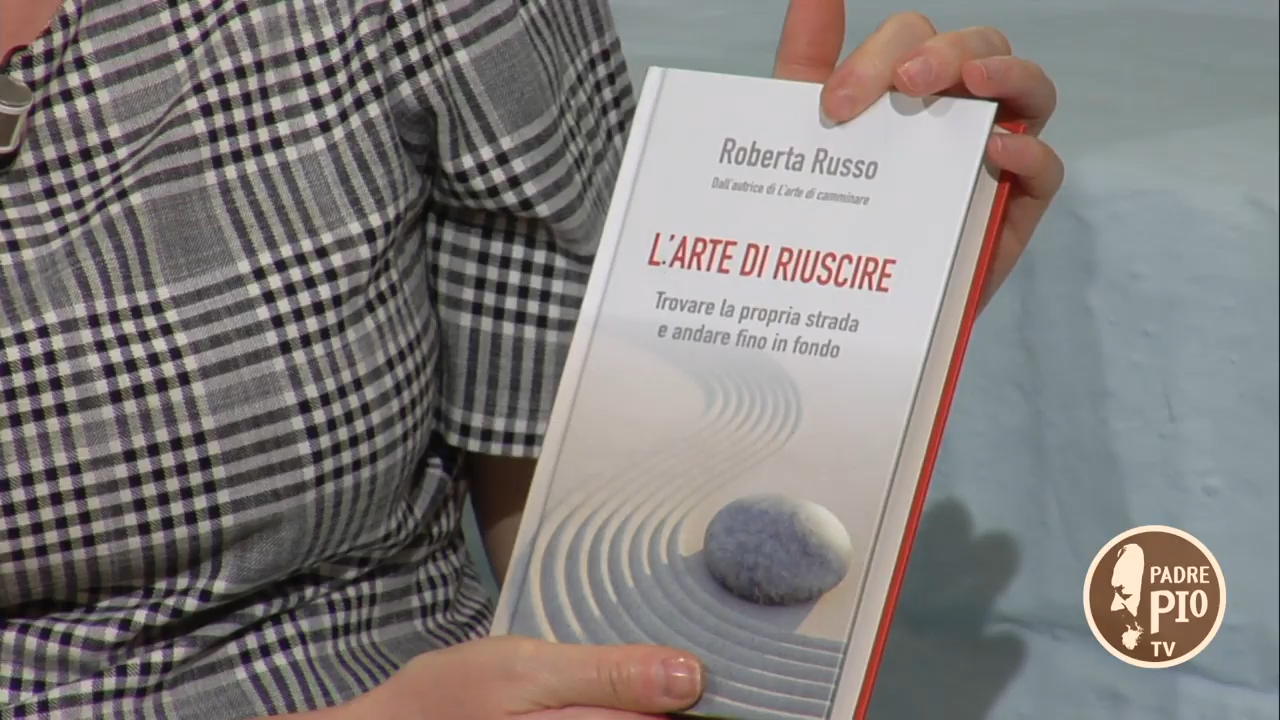 Roberta Russo
Dall'autrice di L'arte di camminare
L'ARTE DI RIUSCIRE
Trovare la propria strada
e andare fino in fondo
PADRE
PIO
TV